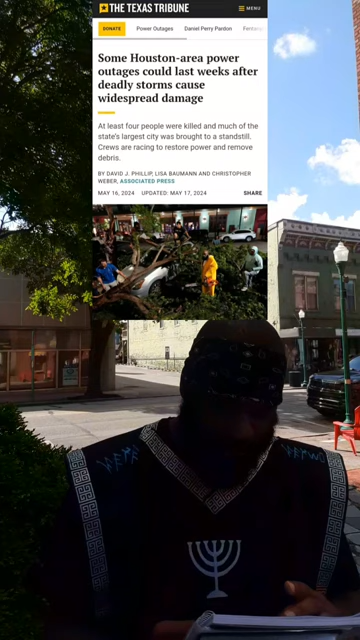 THE TEXAS TRIBUNE
MENU
DONATE Power Outages Daniel Perry Pardon
Some Houston-area power
outages could last weeks after
deadly storms cause
widespread damage
At least four people were killed and much of the
state's largest city was brought to a standstill.
Crews are racing to restore power and remove
debris.
BY DAVID J. PHILLIP, LISA BAUMANN AND CHRISTOPHER
WEBER, ASSOCIATED PRESS
MAY 16, 2024 UPDATED: MAY 17, 2024 SHARE